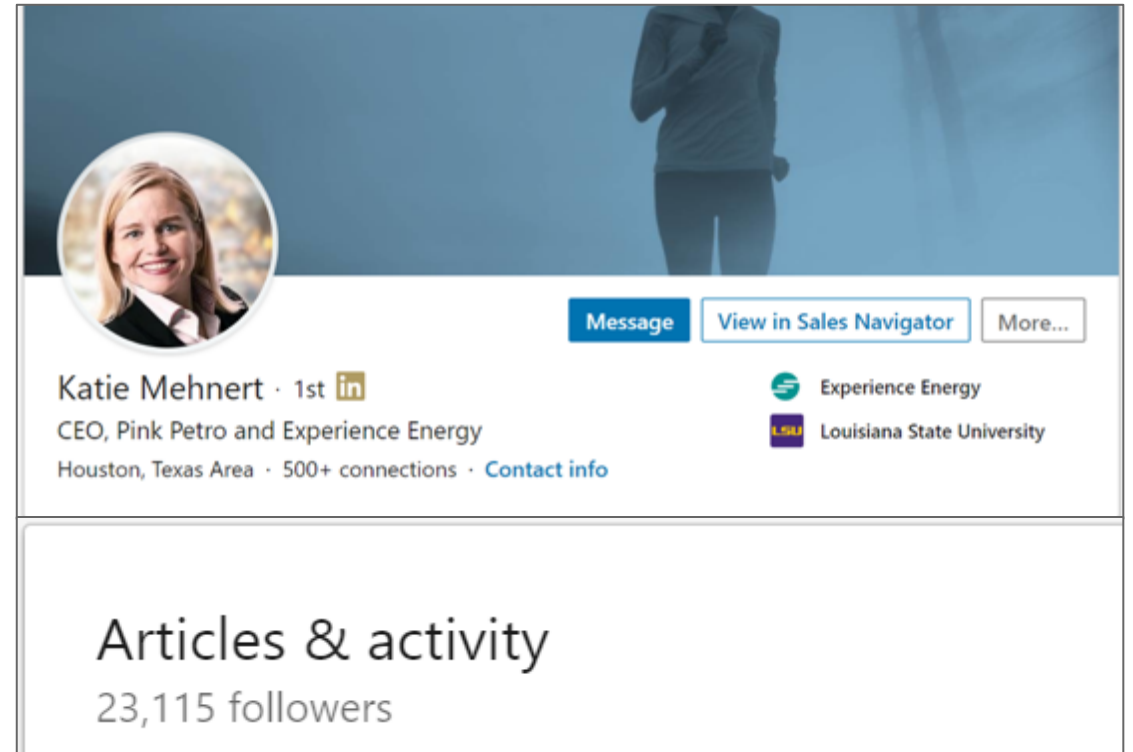 Message
View in Sales Navigator
More...
Katie Mehnert · 1st in
CEO, Pink Petro and Experience Energy
Houston, Texas Area · 500+ connections · Contact info
Experience Energy
LSU
Louisiana State University
Articles & activity
23,115 followers